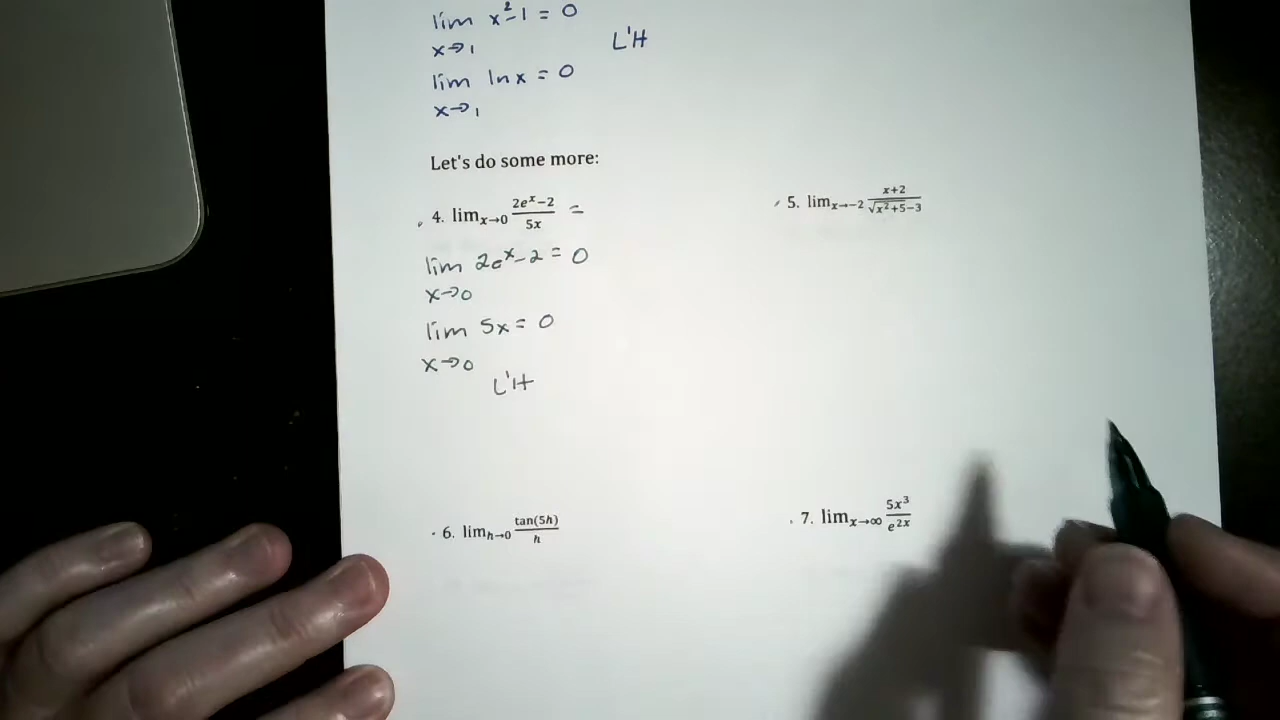 lim x²-1 = 0
x→1
L'H
lim ln x = 0
x→1
Let's do some more:
4. lim x→0 (2e^x−2)/(5x) =
5. lim x→−2 (x+2)/(√(x²+5)−3)
lim 2e^x-2 = 0
x→0
lim 5x = 0
x→0
L'H
6. lim h→0 tan(5h)/h
7. lim x→∞ 5x³/e^(2x)